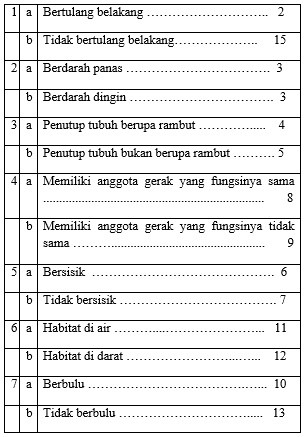 1 a Bertulang belakang ................................ 2
b Tidak bertulang belakang........................ 15
2 a Berdarah panas ..................................... 3
b Berdarah dingin ..................................... 3
3 a Penutup tubuh berupa rambut .................. 4
b Penutup tubuh bukan berupa rambut .......... 5
4 a Memiliki anggota gerak yang fungsinya sama
................................................................ 8
b Memiliki anggota gerak yang fungsinya tidak
sama ................................................... 9
5 a Bersisik ................................................ 6
b Tidak bersisik ........................................ 7
6 a Habitat di air ....................................... 11
b Habitat di darat ................................... 12
7 a Berbulu .............................................. 10
b Tidak berbulu ..................................... 13